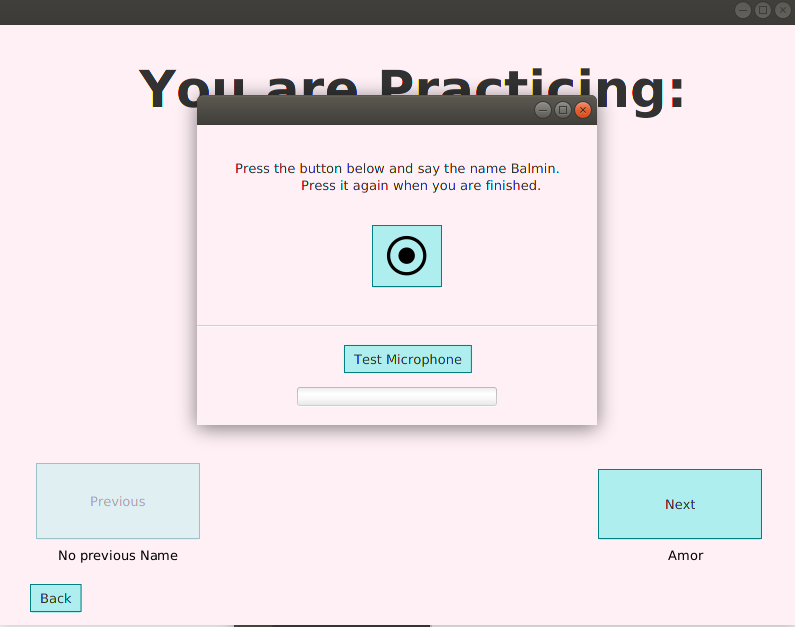 You are Practicing:
Press the button below and say the name Balmin.
Press it again when you are finished.
Test Microphone
Previous
Next
No previous Name
Amor
Back